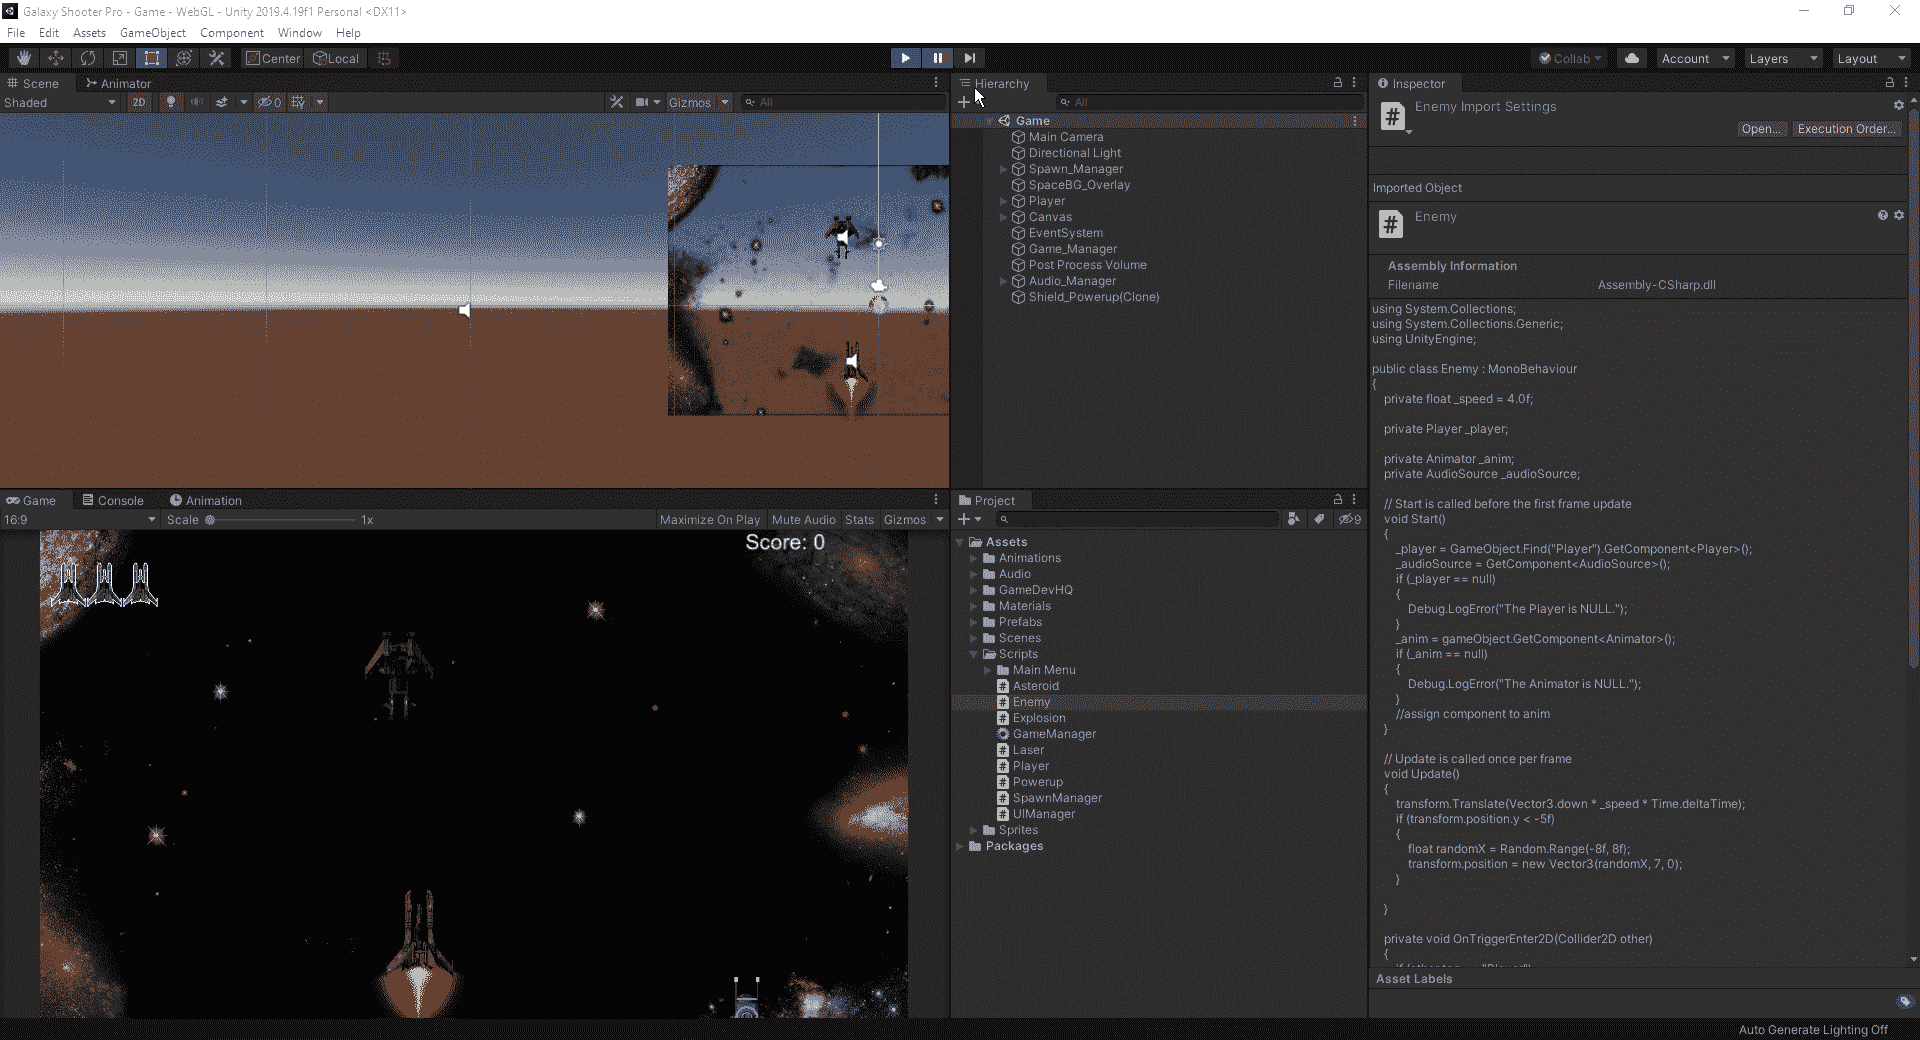 Galaxy Shooter Pro - Game - WebGL - Unity 2019.4.19f1 Personal <DX11>
File Edit Assets GameObject Component Window Help
Center Local
Collab Account Layers Layout
Scene Animator
Shaded 2D 0 Gizmos All
Game Console Animation
16:9 Scale 1x Maximize On Play Mute Audio Stats Gizmos
Score: 0
Hierarchy
All
Game
Main Camera
Directional Light
Spawn_Manager
SpaceBG_Overlay
Player
Canvas
EventSystem
Game_Manager
Post Process Volume
Audio_Manager
Shield_Powerup(Clone)
Project
9
Assets
Animations
Audio
GameDevHQ
Materials
Prefabs
Scenes
Scripts
Main Menu
Asteroid
Enemy
Explosion
GameManager
Laser
Player
Powerup
SpawnManager
UIManager
Sprites
Packages
Inspector
Enemy Import Settings
Open... Execution Order...
Imported Object
Enemy
Assembly Information
Filename Assembly-CSharp.dll
using System.Collections;
using System.Collections.Generic;
using UnityEngine;
public class Enemy : MonoBehaviour
{
private float _speed = 4.0f;
private Player _player;
private Animator _anim;
private AudioSource _audioSource;
// Start is called before the first frame update
void Start()
{
_player = GameObject.Find("Player").GetComponent<Player>();
_audioSource = GetComponent<AudioSource>();
if (_player == null)
{
Debug.LogError("The Player is NULL.");
}
_anim = gameObject.GetComponent<Animator>();
if (_anim == null)
{
Debug.LogError("The Animator is NULL.");
}
//assign component to anim
}
// Update is called once per frame
void Update()
{
transform.Translate(Vector3.down * _speed * Time.deltaTime);
if (transform.position.y < -5f)
{
float randomX = Random.Range(-8f, 8f);
transform.position = new Vector3(randomX, 7, 0);
}
}
private void OnTriggerEnter2D(Collider2D other)
{
Asset Labels
Auto Generate Lighting Off